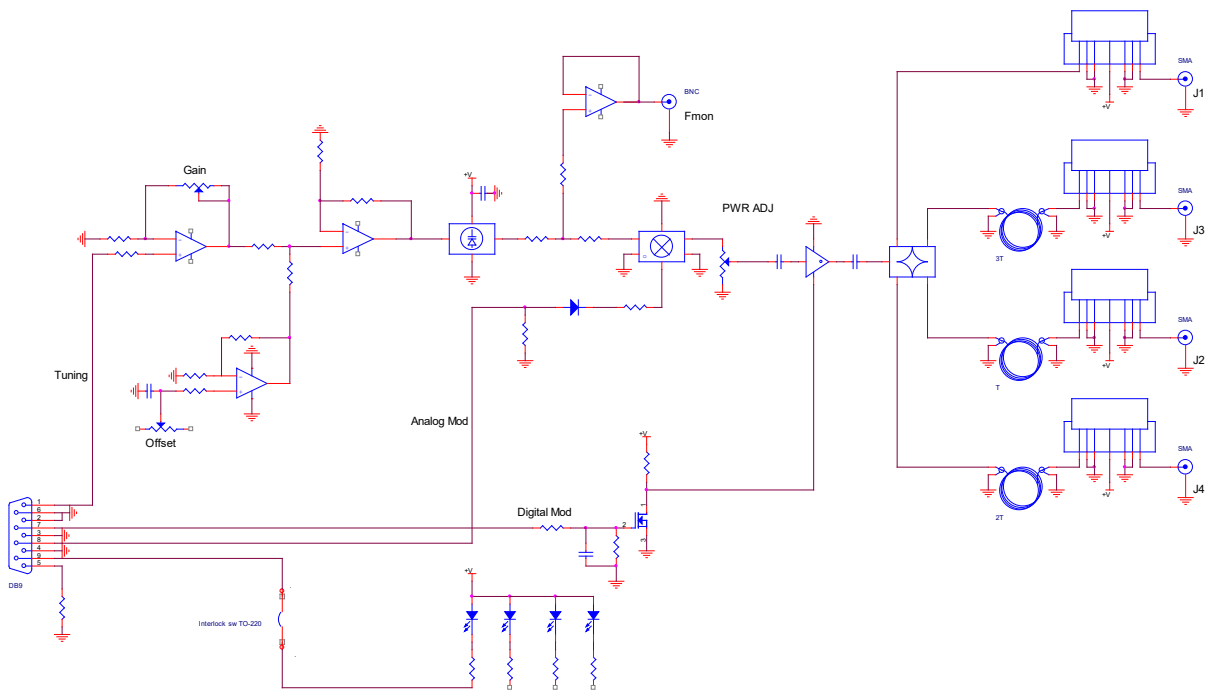 SMA
J1
+V
BNC
Fmon
Gain
+V
PWR ADJ
SMA
J3
+V
3T
SMA
J2
+V
T
Tuning
Offset
Analog Mod
+V
SMA
J4
+V
2T
Digital Mod
1
2
3
1
6
2
7
3
8
4
9
5
DB9
+V
Interlock sw TO-220